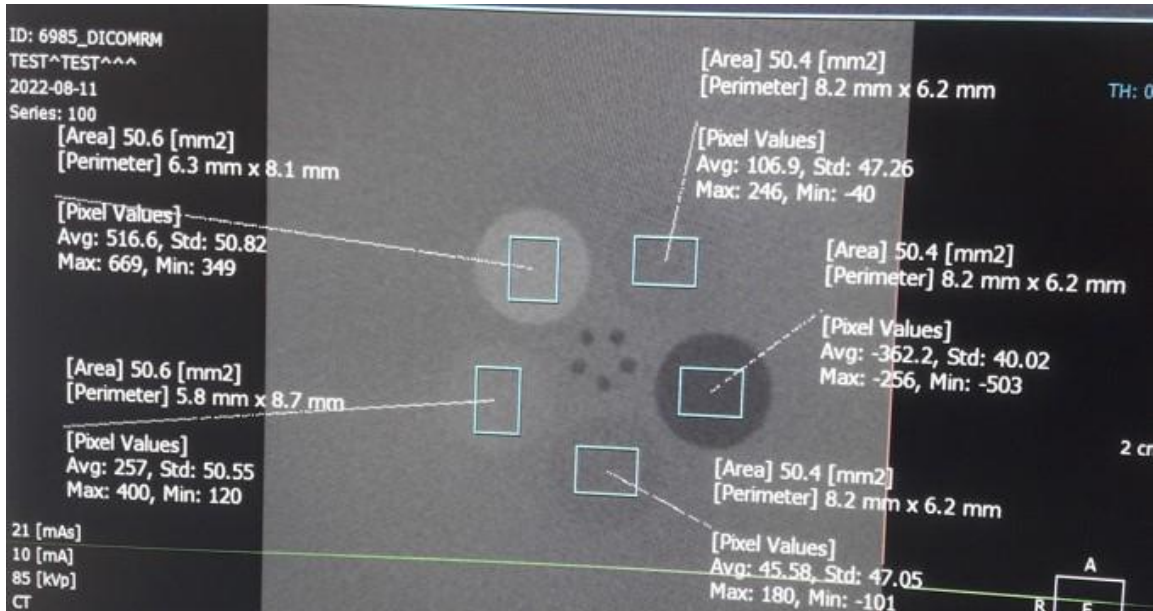 ID: 6985_DICOMRM
TEST^TEST^^^
2022-08-11
Series: 100
[Area] 50.6 [mm2]
[Perimeter] 6.3 mm x 8.1 mm
[Pixel Values]
Avg: 516.6, Std: 50.82
Max: 669, Min: 349
[Area] 50.4 [mm2]
[Perimeter] 8.2 mm x 6.2 mm
[Pixel Values]
Avg: 106.9, Std: 47.26
Max: 246, Min: -40
TH: 0
[Area] 50.4 [mm2]
[Perimeter] 8.2 mm x 6.2 mm
[Pixel Values]
Avg: -362.2, Std: 40.02
Max: -256, Min: -503
[Area] 50.6 [mm2]
[Perimeter] 5.8 mm x 8.7 mm
[Pixel Values]
Avg: 257, Std: 50.55
Max: 400, Min: 120
2 cm
[Area] 50.4 [mm2]
[Perimeter] 8.2 mm x 6.2 mm
[Pixel Values]
Avg: 45.58, Std: 47.05
Max: 180, Min: -101
21 [mAs]
10 [mA]
85 [kVp]
CT
A
R
F